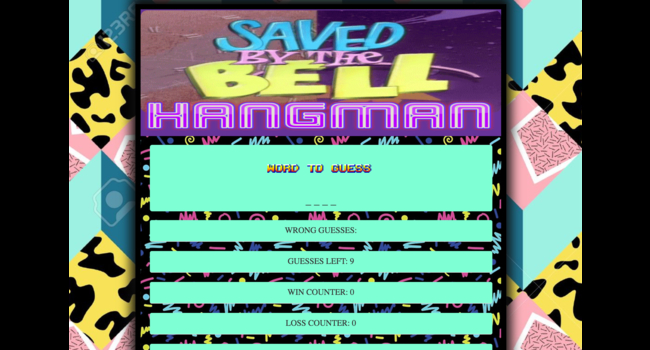 SAVED
BY THE
BELL
HANGMAN
WORD TO GUESS
_ _ _ _
WRONG GUESSES:
GUESSES LEFT: 9
WIN COUNTER: 0
LOSS COUNTER: 0